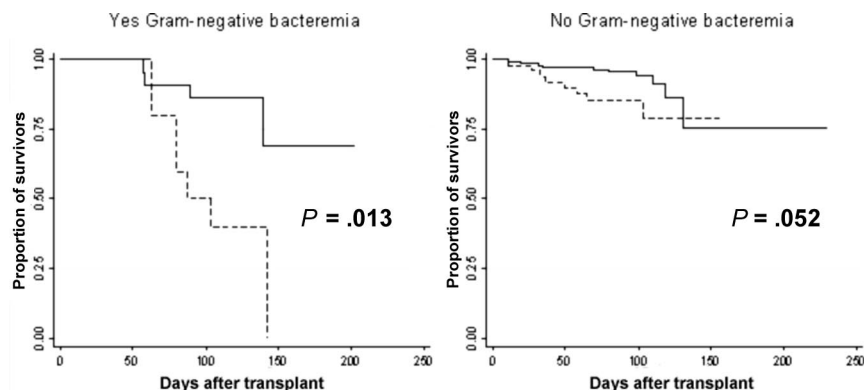 Yes Gram-negative bacteremia
Proportion of survivors
1.00
0.75
0.50
0.25
0.00
P = .013
0 50 100 150 200 250
Days after transplant
No Gram-negative bacteremia
Proportion of survivors
1.00
0.75
0.50
0.25
0.00
P = .052
0 50 100 150 200 250
Days after transplant